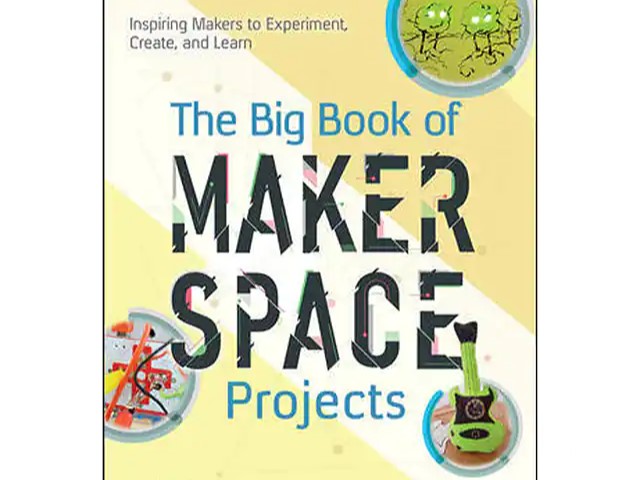 Inspiring Makers to Experiment,
Create, and Learn
The Big Book of
MAKER
SPACE
Projects